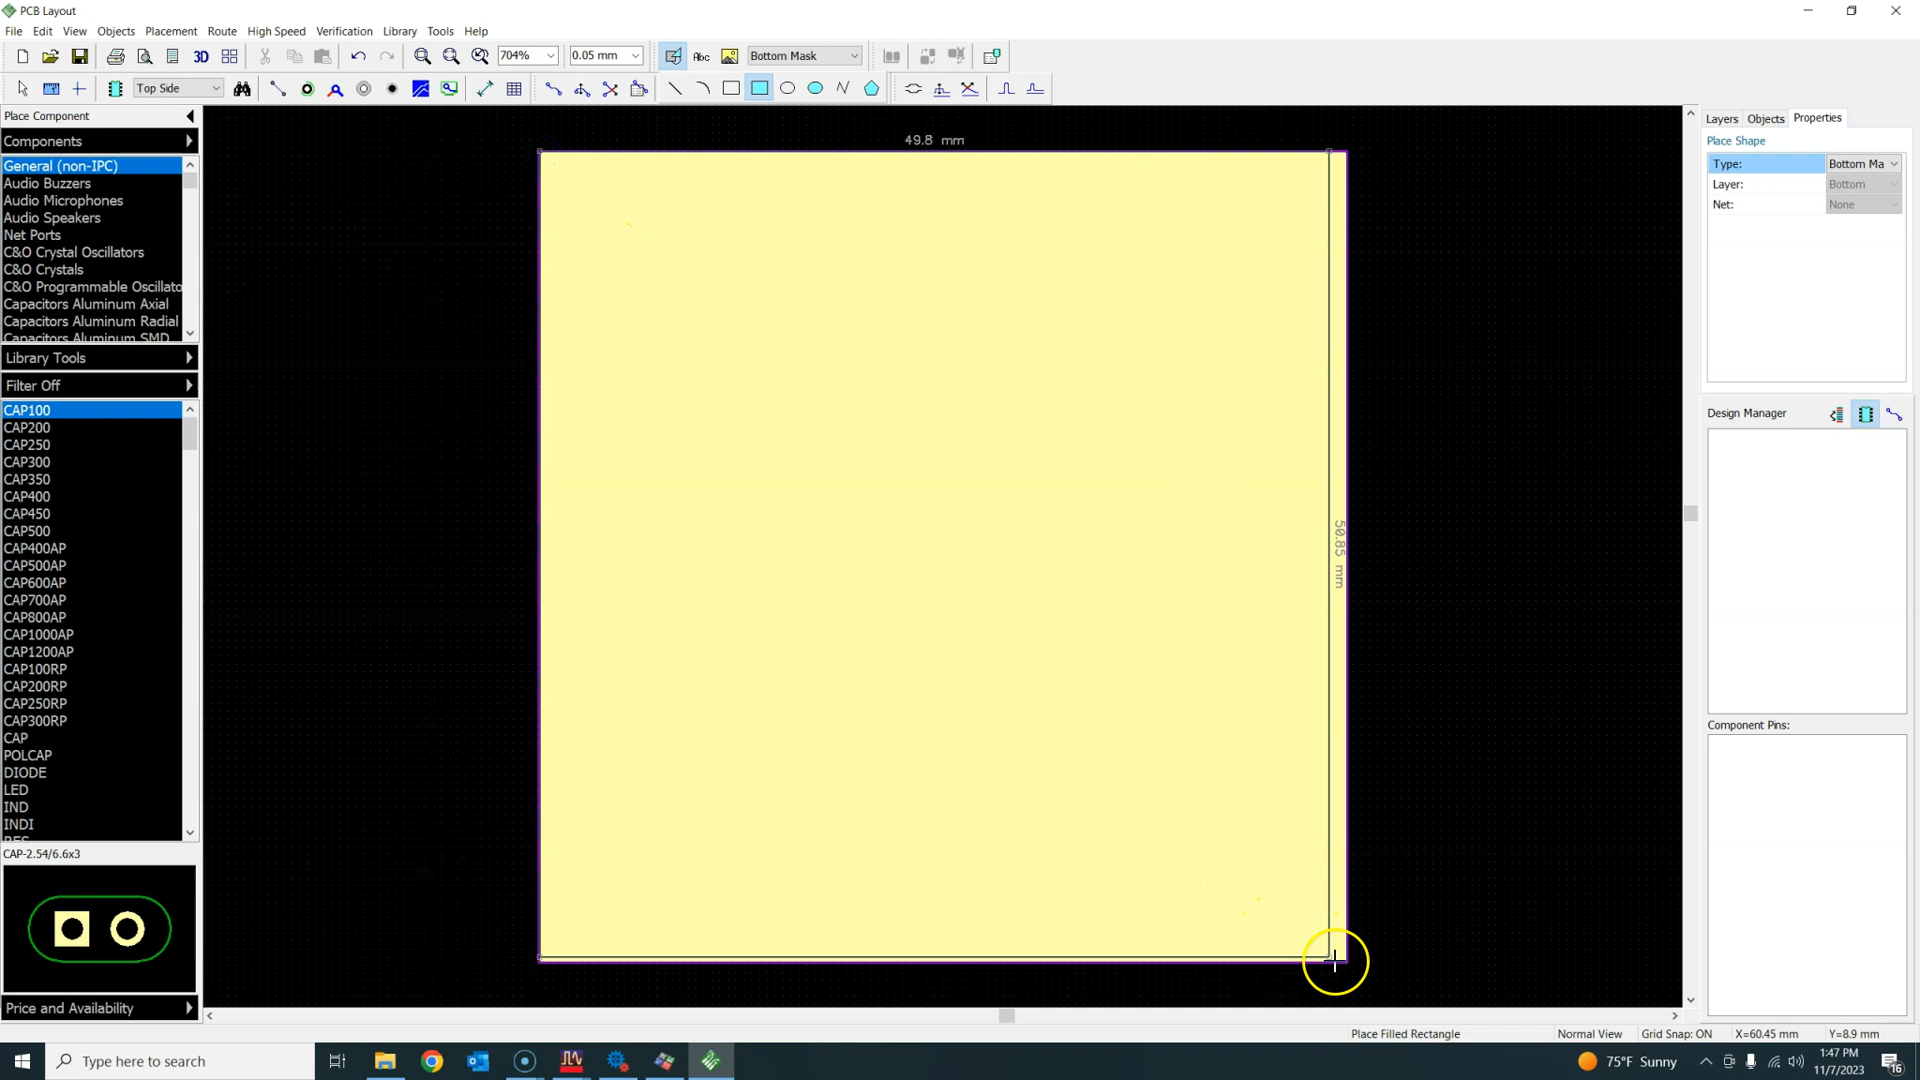 PCB Layout
File Edit View Objects Placement Route High Speed Verification Library Tools Help
3D 704% 0.05 mm Abc Bottom Mask
Top Side
Place Component
Components
General (non-IPC)
Audio Buzzers
Audio Microphones
Audio Speakers
Net Ports
C&O Crystal Oscillators
C&O Crystals
C&O Programmable Oscillato
Capacitors Aluminum Axial
Capacitors Aluminum Radial
Capacitors Aluminum SMD
Library Tools
Filter Off
CAP100
CAP200
CAP250
CAP300
CAP350
CAP400
CAP450
CAP500
CAP400AP
CAP500AP
CAP600AP
CAP700AP
CAP800AP
CAP1000AP
CAP1200AP
CAP100RP
CAP200RP
CAP250RP
CAP300RP
CAP
POLCAP
DIODE
LED
IND
INDI
CAP-2.54/6.6x3
Price and Availability
49.8 mm
50.85 mm
Layers Objects Properties
Place Shape
Type: Bottom Ma
Layer: Bottom
Net: None
Design Manager
Component Pins:
Place Filled Rectangle Normal View Grid Snap: ON X=60.45 mm Y=8.9 mm
Type here to search
75°F Sunny
1:47 PM
11/7/2023
16